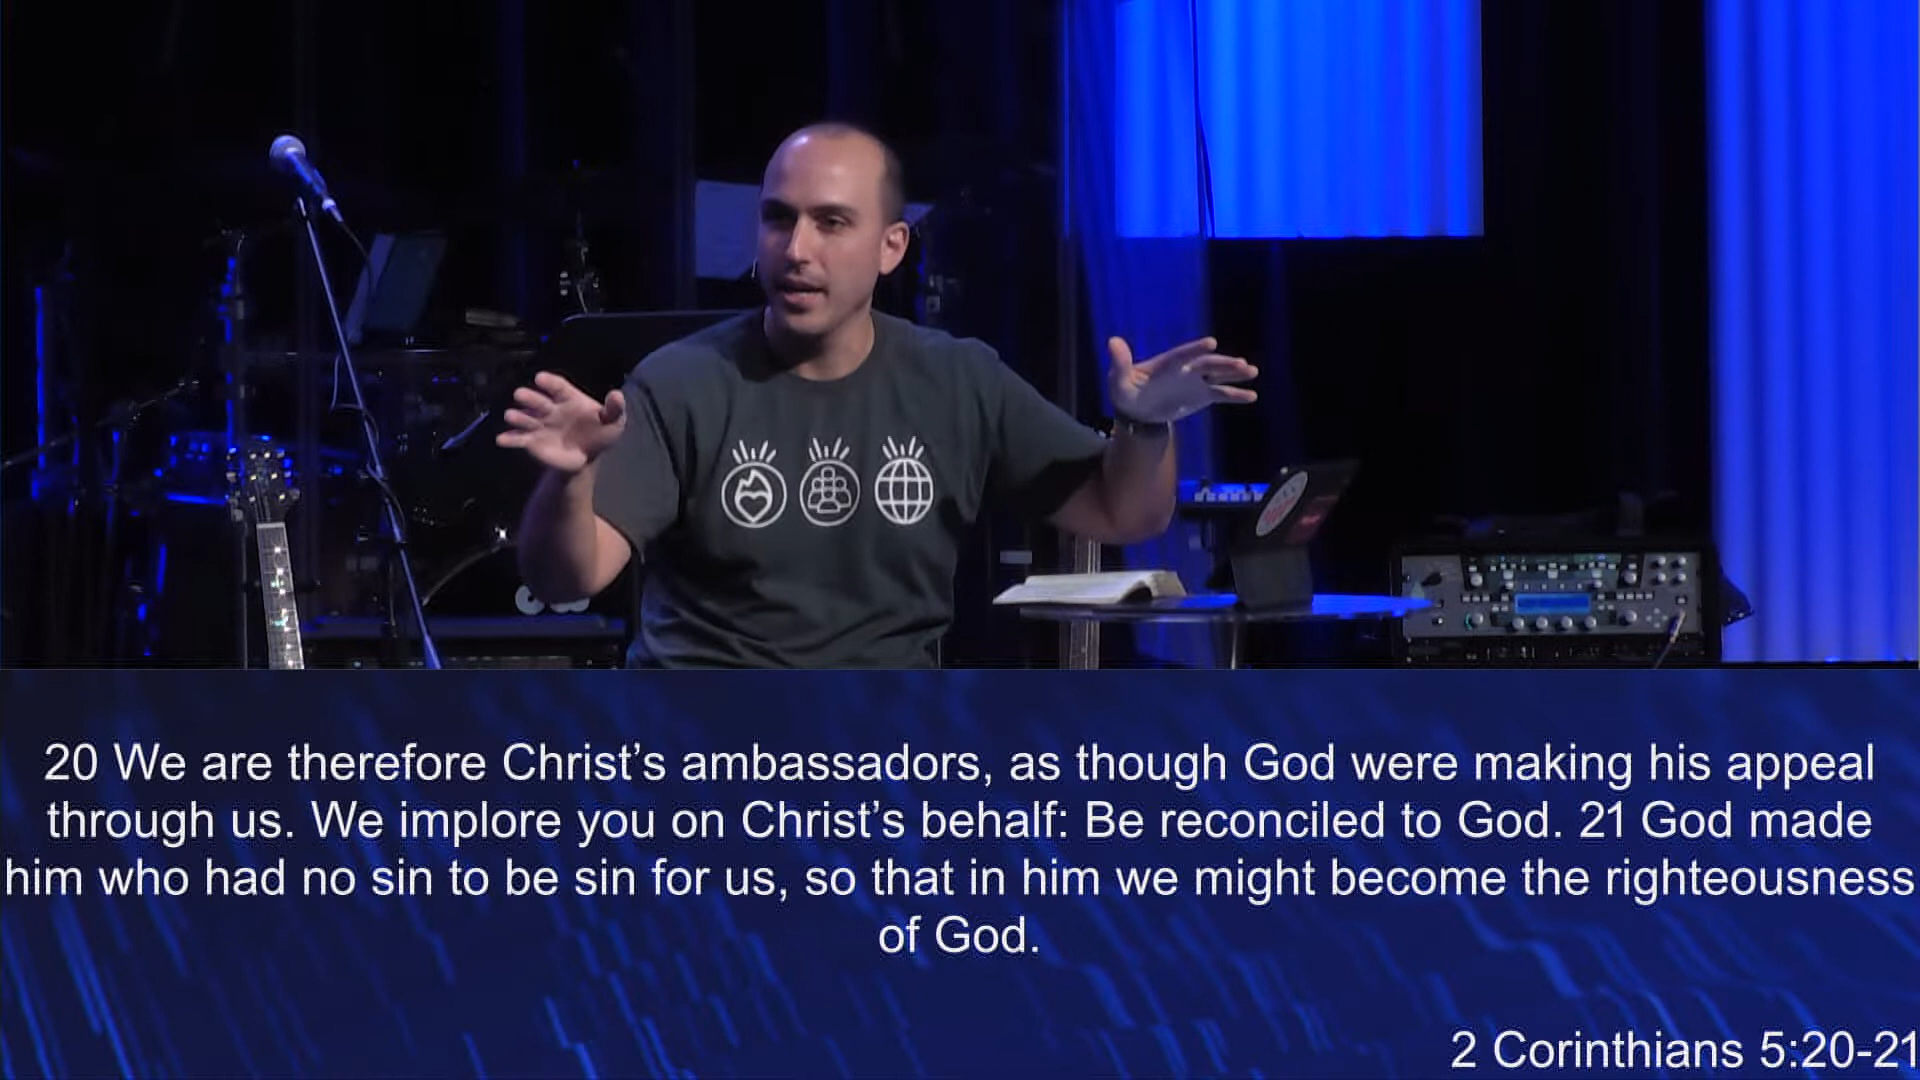 20 We are therefore Christ’s ambassadors, as though God were making his appeal
through us. We implore you on Christ’s behalf: Be reconciled to God. 21 God made
him who had no sin to be sin for us, so that in him we might become the righteousness
of God.
2 Corinthians 5:20-21